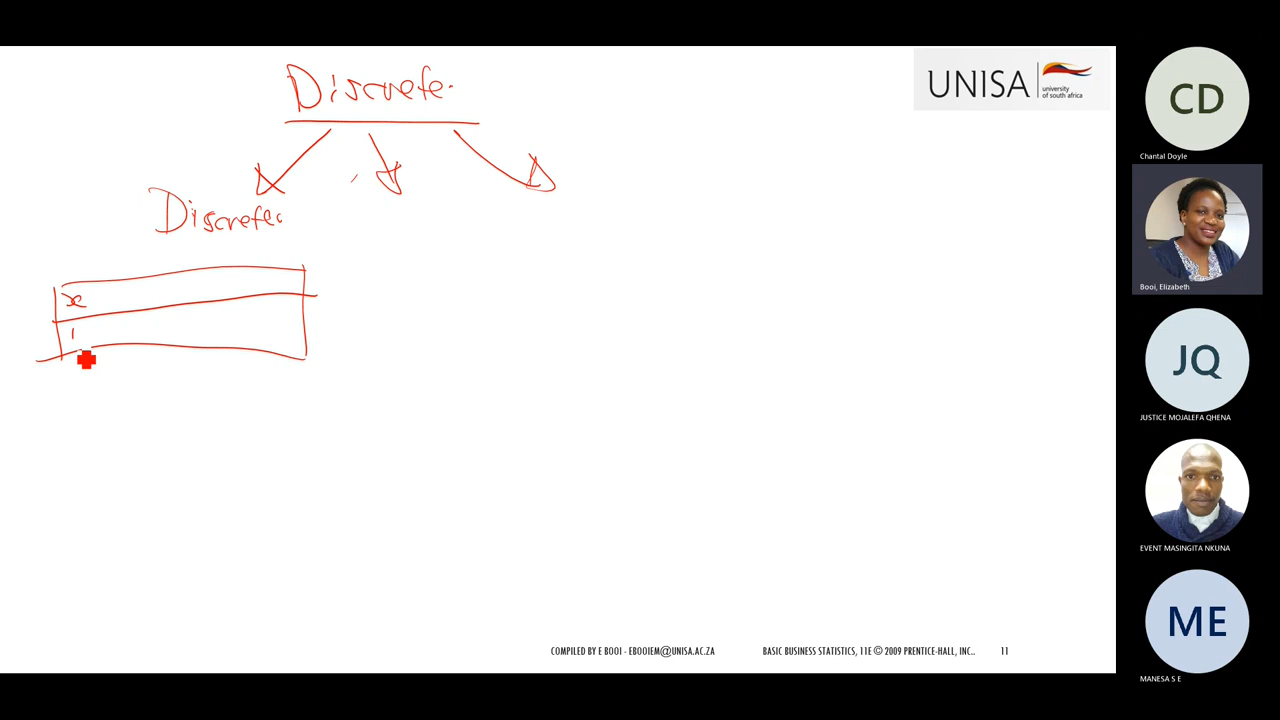 Discrete.
UNISA
university
of south africa
Discrete.
x
COMPILED BY E BOOI - EBOOIEM@UNISA.AC.ZA
BASIC BUSINESS STATISTICS, 11E © 2009 PRENTICE-HALL, INC..
11
CD
Chantal Doyle
Booi, Elizabeth
JQ
JUSTICE MOJALEFA QHENA
EVENT MASINGITA NKUNA
ME
MANESA S E